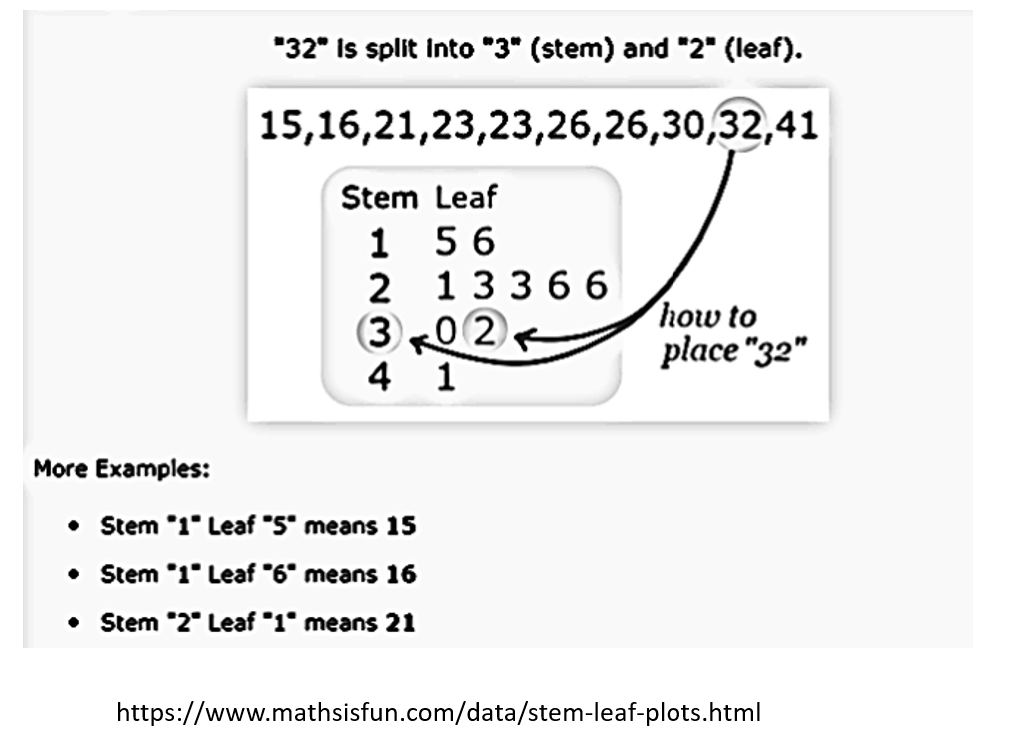 "32" is split into "3" (stem) and "2" (leaf).
15,16,21,23,23,26,26,30,32,41
Stem Leaf
1 5 6
2 1 3 3 6 6
3 0 2
4 1
how to
place "32"
More Examples:
• Stem "1" Leaf "5" means 15
• Stem "1" Leaf "6" means 16
• Stem "2" Leaf "1" means 21
https://www.mathsisfun.com/data/stem-leaf-plots.html